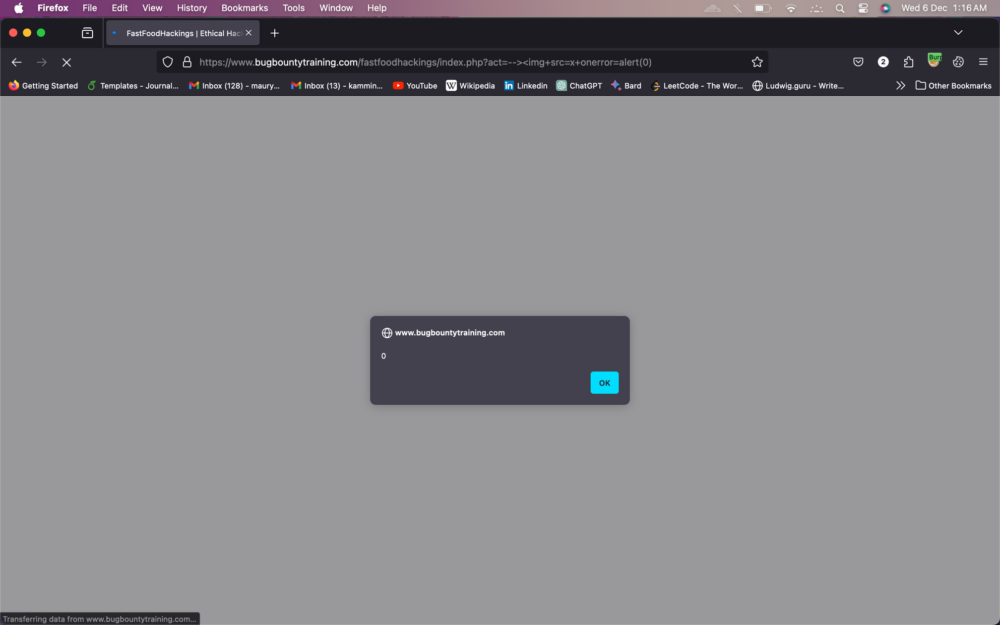 Firefox File Edit View History Bookmarks Tools Window Help Wed 6 Dec 1:16 AM
FastFoodHackings | Ethical Hac
https://www.bugbountytraining.com/fastfoodhackings/index.php?act=--><img+src=x+onerror=alert(0) 2 Burp
Getting Started Templates - Journal... Inbox (128) - maury... Inbox (13) - kammin... YouTube W Wikipedia in Linkedin ChatGPT Bard LeetCode - The Wor... Ludwig.guru - Write... Other Bookmarks
www.bugbountytraining.com
0
OK
Transferring data from www.bugbountytraining.com...